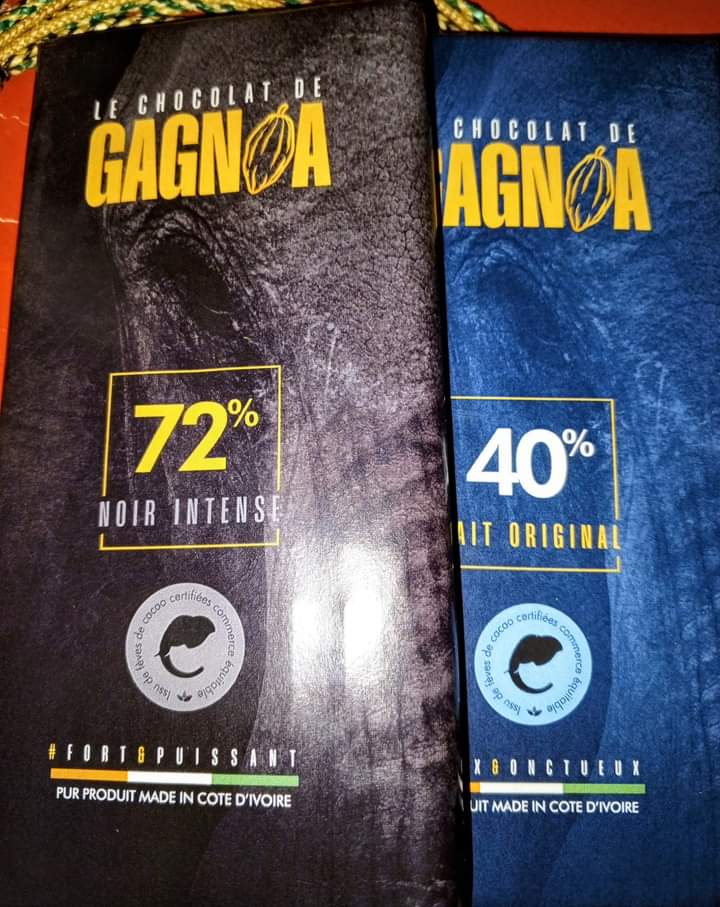 LE CHOCOLAT DE
GAGNOA
72%
NOIR INTENSE
Issu de fèves de cacao certifiées commerce équitable
#FORT&PUISSANT
PUR PRODUIT MADE IN COTE D'IVOIRE
CHOCOLAT DE
AGNOA
40%
AIT ORIGINAL
Issu de fèves de cacao certifiées commerce équitable
X&ONCTUEUX
UIT MADE IN COTE D'IVOIRE